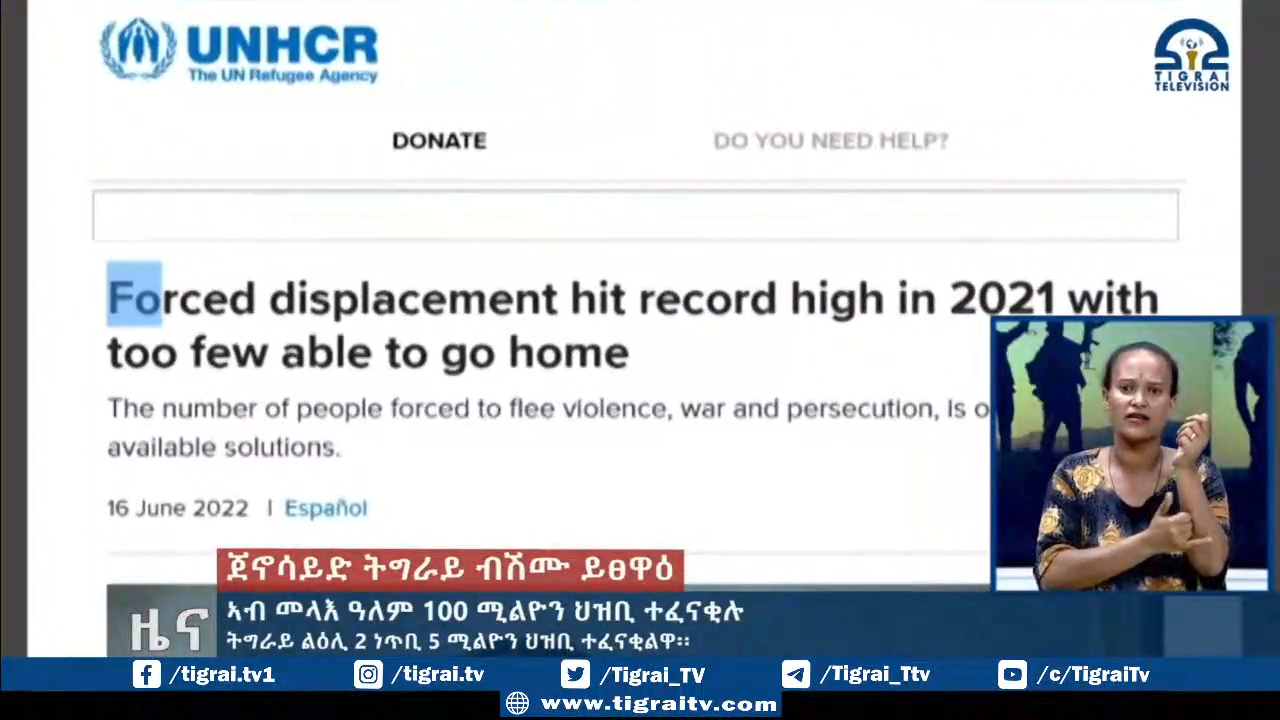 UNHCR
The UN Refugee Agency
TIGRAI
TELEVISION
DONATE
DO YOU NEED HELP?
Forced displacement hit record high in 2021 with
too few able to go home
The number of people forced to flee violence, war and persecution, is
available solutions.
16 June 2022 | Español
ጀኖሳይድ ትግራይ ብሽሙ ይፀዋዕ
ዜና
ኣብ መላእ ዓለም 100 ሚልዮን ህዝቢ ተፈናቂሉ
ትግራይ ልዕሊ 2 ነጥቢ 5 ሚልዮን ህዝቢ ተፈናቂልዋ።
/tigrai.tv1 /tigrai.tv /Tigrai_TV /Tigrai_Ttv /c/TigraiTv
www.tigraitv.com